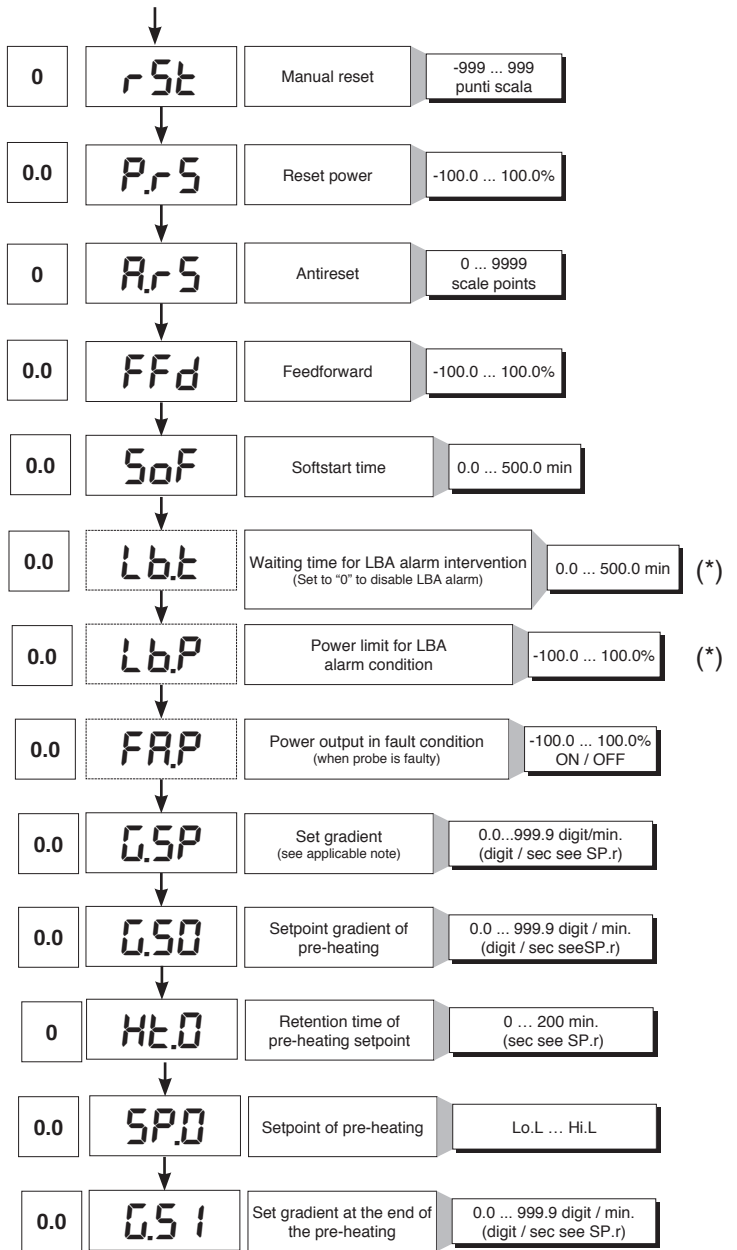 0
rSt
Manual reset
-999 ... 999
punti scala
0.0
P.rS
Reset power
-100.0 ... 100.0%
0
A.rS
Antireset
0 ... 9999
scale points
0.0
FFd
Feedforward
-100.0 ... 100.0%
0.0
SoF
Softstart time
0.0 ... 500.0 min
0.0
Lb.t
Waiting time for LBA alarm intervention
(Set to “0” to disable LBA alarm)
0.0 ... 500.0 min
(*)
0.0
Lb.P
Power limit for LBA
alarm condition
-100.0 ... 100.0%
(*)
0.0
FA.P
Power output in fault condition
(when probe is faulty)
-100.0 ... 100.0%
ON / OFF
0.0
G.SP
Set gradient
(see applicable note)
0.0...999.9 digit/min.
(digit / sec see SP.r)
0.0
G.S0
Setpoint gradient of
pre-heating
0.0 ... 999.9 digit / min.
(digit / sec seeSP.r)
0
Ht.0
Retention time of
pre-heating setpoint
0 … 200 min.
(sec see SP.r)
0.0
SP.0
Setpoint of pre-heating
Lo.L … Hi.L
0.0
G.S1
Set gradient at the end of
the pre-heating
0.0 ... 999.9 digit / min.
(digit / sec see SP.r)